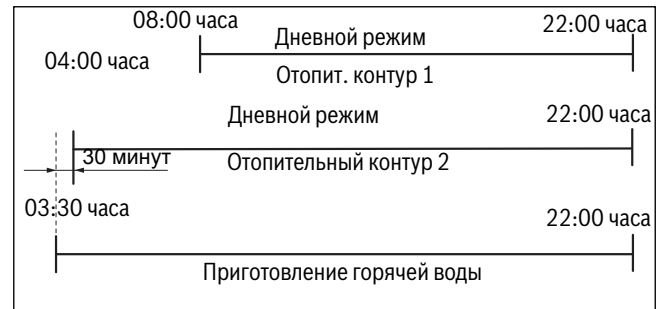 08:00 часа
22:00 часа
Дневной режим
04:00 часа
Отопит. контур 1
Дневной режим
22:00 часа
30 минут
Отопительный контур 2
03:30 часа
22:00 часа
Приготовление горячей воды